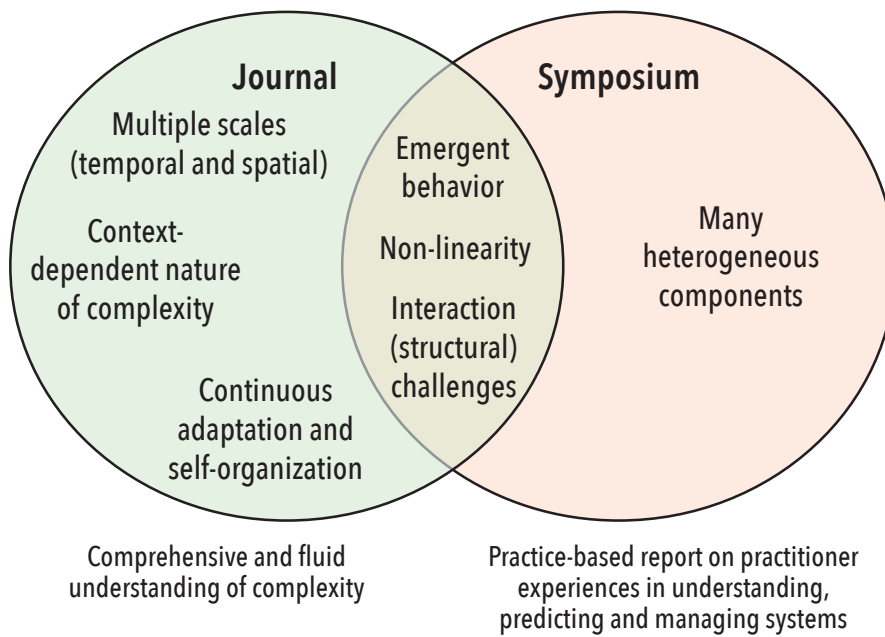 Journal
Symposium
Multiple scales
(temporal and spatial)
Context-
dependent nature
of complexity
Continuous
adaptation and
self-organization
Emergent
behavior
Non-linearity
Interaction
(structural)
challenges
Many
heterogeneous
components
Comprehensive and fluid
understanding of complexity
Practice-based report on practitioner
experiences in understanding,
predicting and managing systems